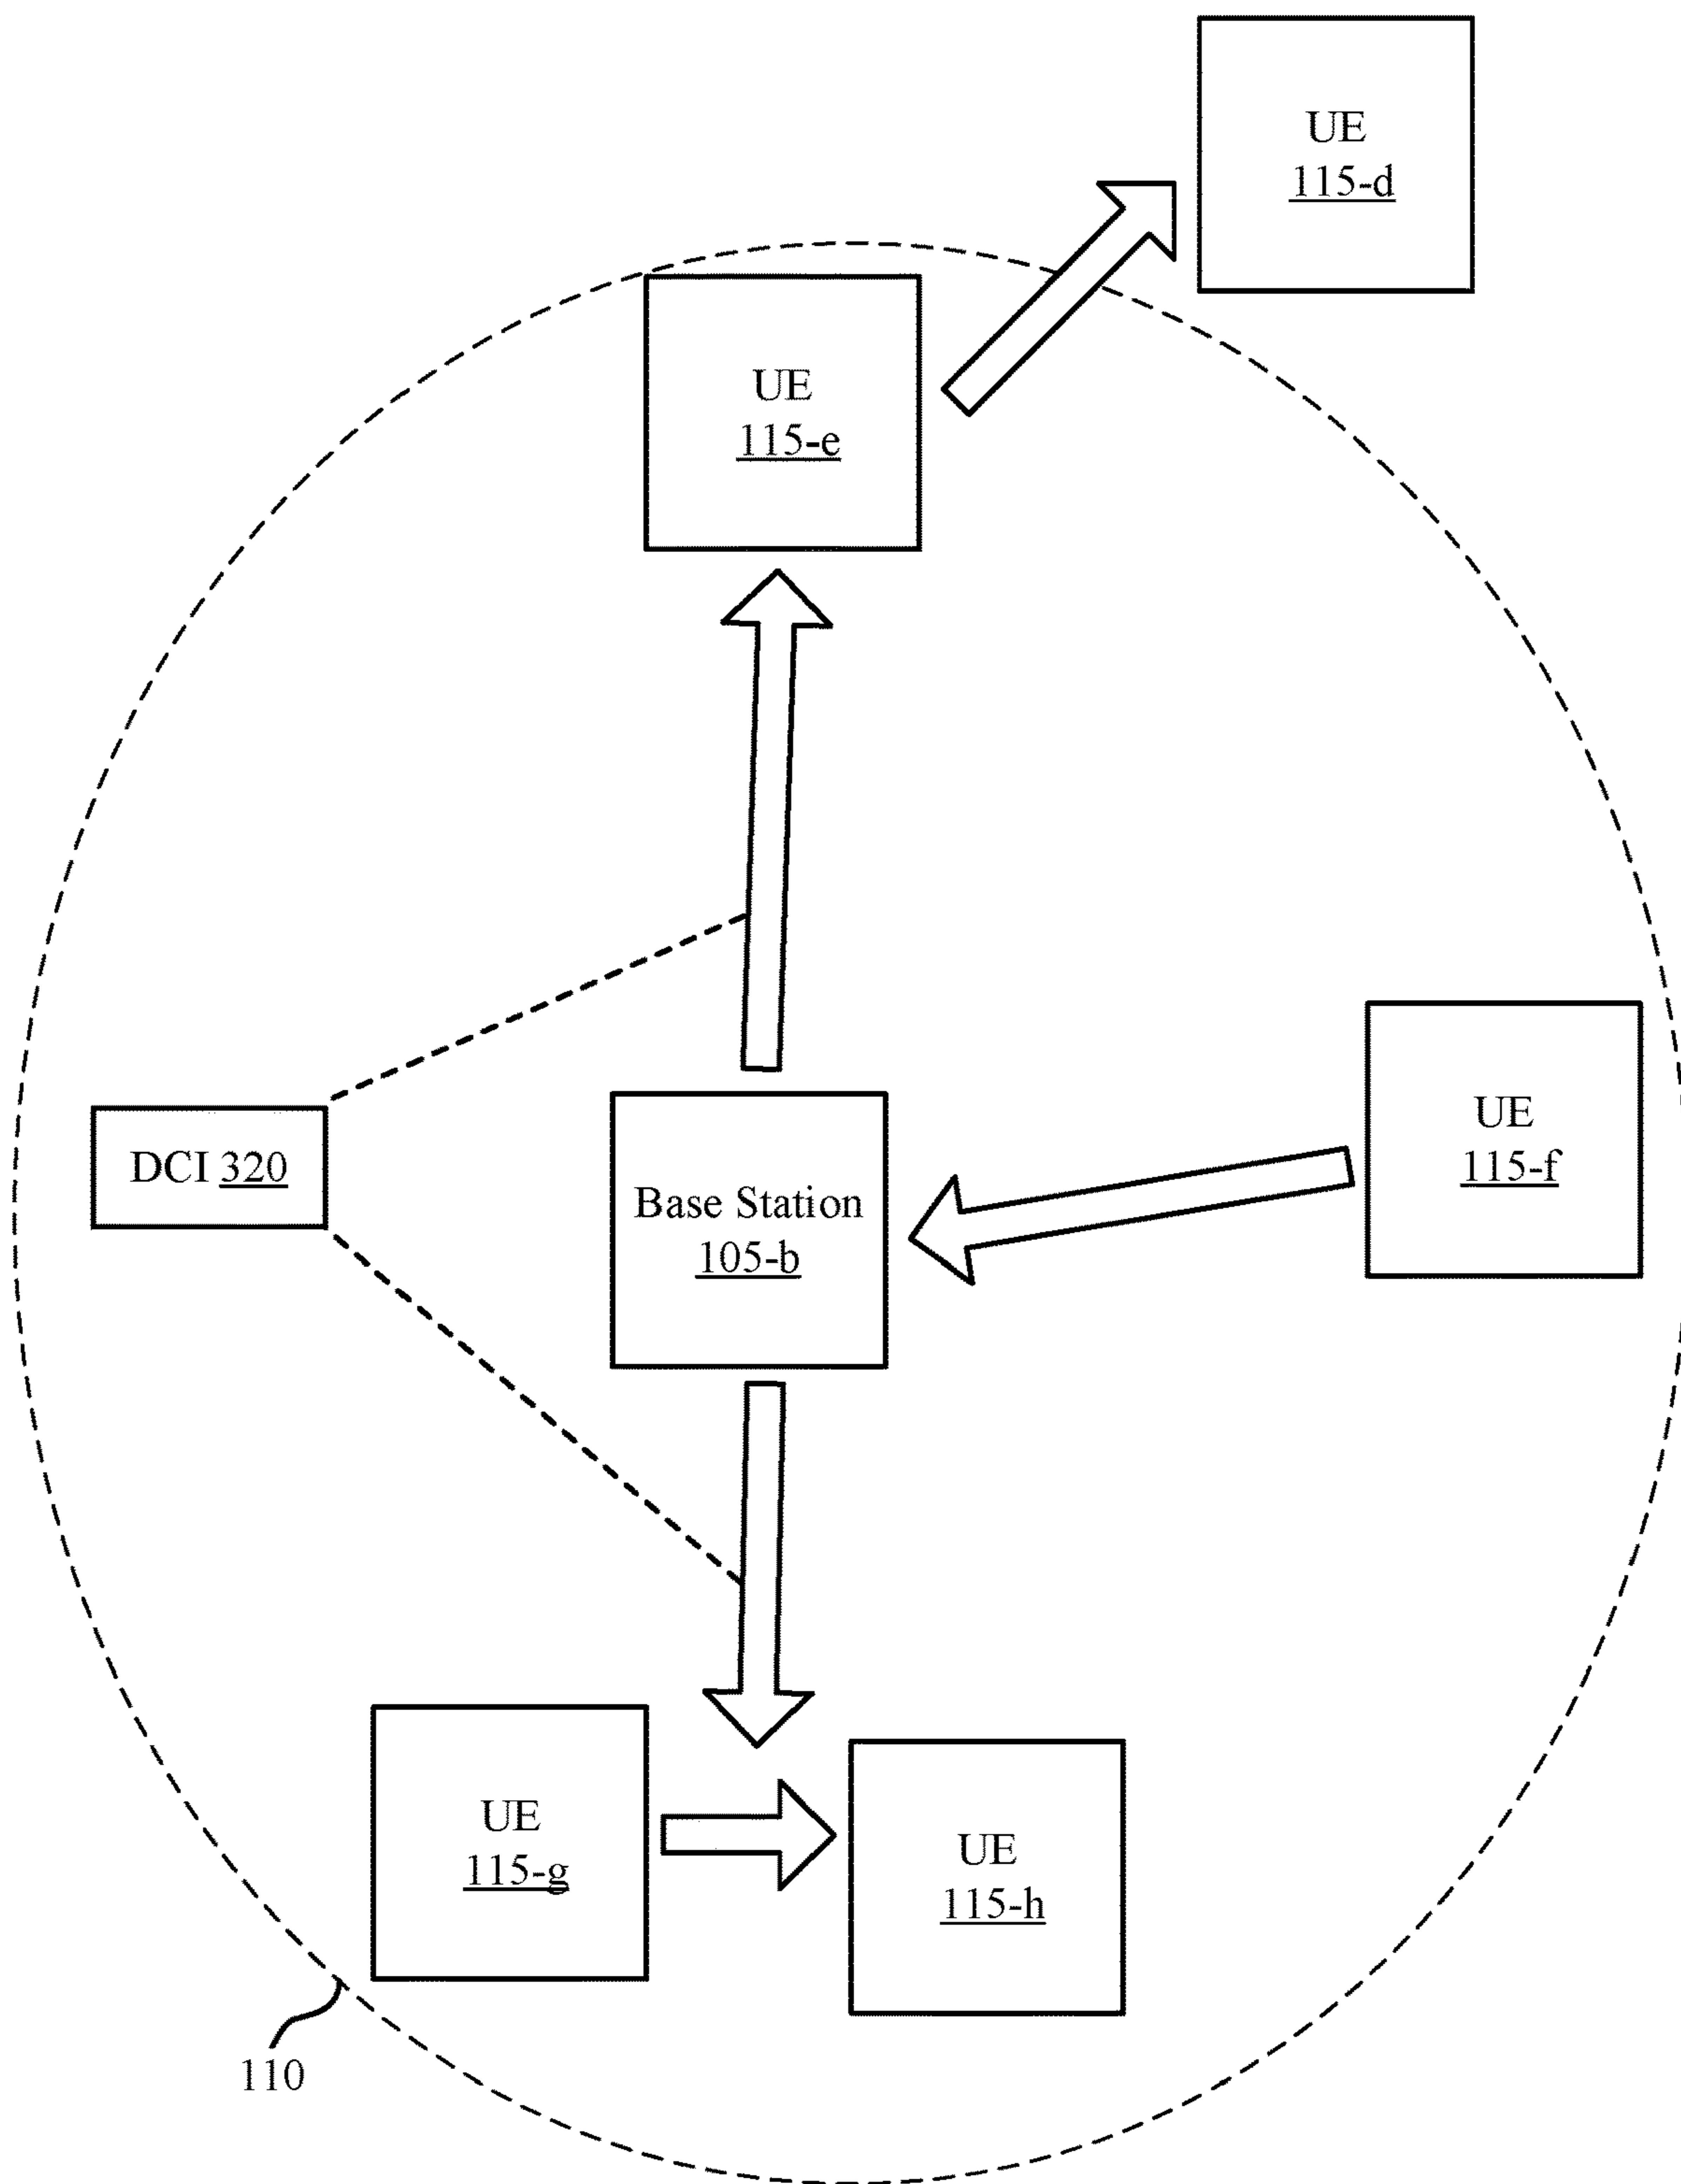 UE
115-d
UE
115-e
UE
115-f
DCI 320
Base Station
105-b
UE
115-g
UE
115-h
110